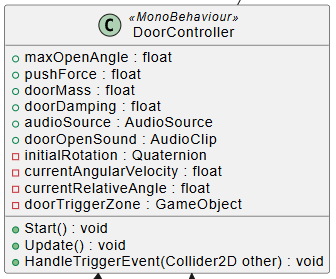 C
«MonoBehaviour»
DoorController
maxOpenAngle : float
pushForce : float
doorMass : float
doorDamping : float
audioSource : AudioSource
doorOpenSound : AudioClip
initialRotation : Quaternion
currentAngularVelocity : float
currentRelativeAngle : float
doorTriggerZone : GameObject
Start() : void
Update() : void
HandleTriggerEvent(Collider2D other) : void